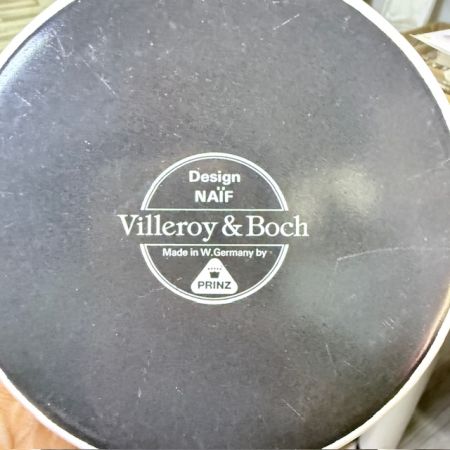 Design
NAÏF
Villeroy & Boch
Made in W.Germany by
PRINZ